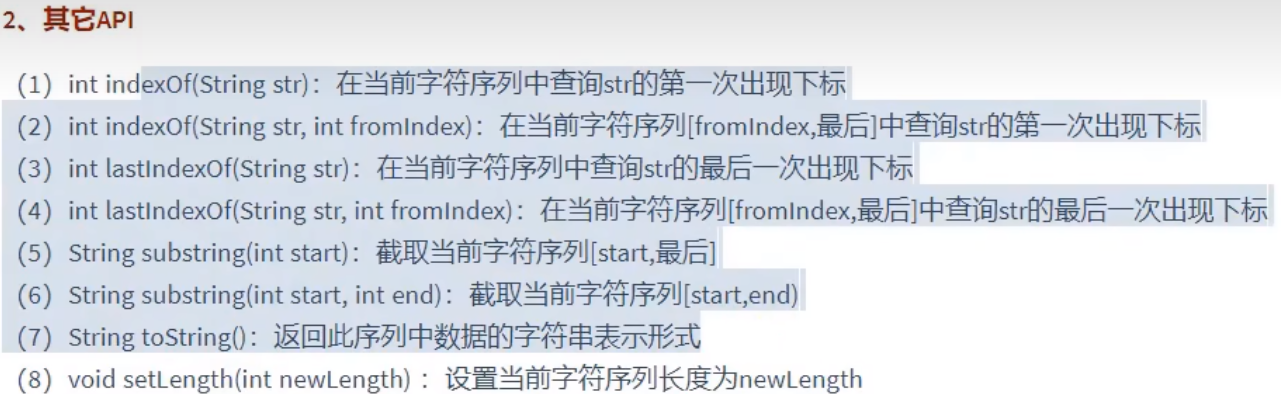 2、其它API
（1）int indexOf(String str)：在当前字符序列中查询str的第一次出现下标
（2）int indexOf(String str, int fromIndex)：在当前字符序列[fromIndex,最后]中查询str的第一次出现下标
（3）int lastIndexOf(String str)：在当前字符序列中查询str的最后一次出现下标
（4）int lastIndexOf(String str, int fromIndex)：在当前字符序列[fromIndex,最后]中查询str的最后一次出现下标
（5）String substring(int start)：截取当前字符序列[start,最后]
（6）String substring(int start, int end)：截取当前字符序列[start,end)
（7）String toString()：返回此序列中数据的字符串表示形式
（8）void setLength(int newLength) ：设置当前字符序列长度为newLength